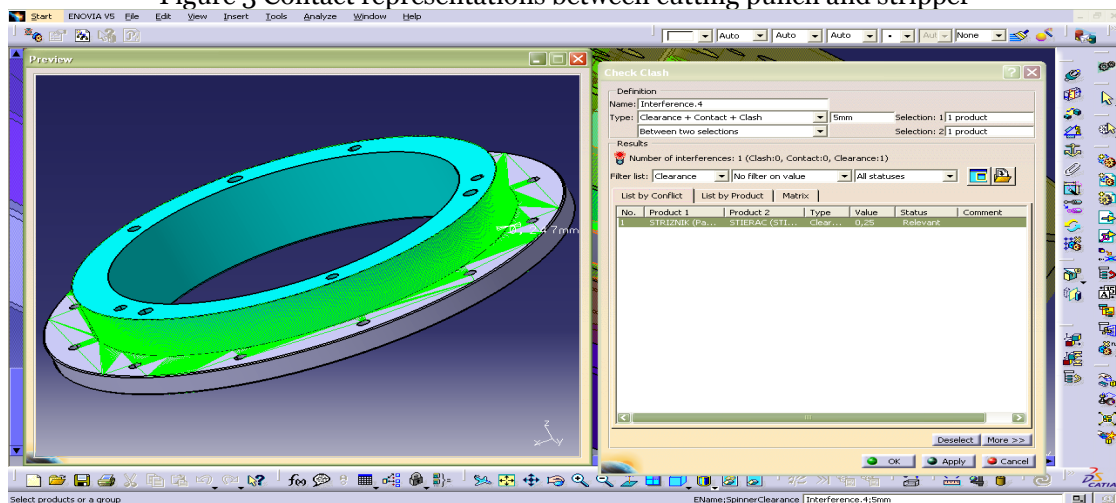 Figure 3 Contact representations between cutting punch and stripper
Start ENOVIA V5 File Edit View Insert Tools Analyze Window Help
Auto Auto Auto Aut None
Preview
Check Clash
Definition
Name: Interference.4
Type: Clearance + Contact + Clash 5mm Selection: 1 1 product
Between two selections Selection: 2 1 product
Results
Number of interferences: 1 (Clash:0, Contact:0, Clearance:1)
Filter list: Clearance No filter on value All statuses
List by Conflict List by Product Matrix
No. Product 1 Product 2 Type Value Status Comment
1 STRIZNIK (Pa... STIERAC (STI... Clear... 0,25 Relevant
Deselect More >>
OK Apply Cancel
z
x y
f(x)
CATIA
Select products or a group
EName;SpinnerClearance Interference.4;5mm